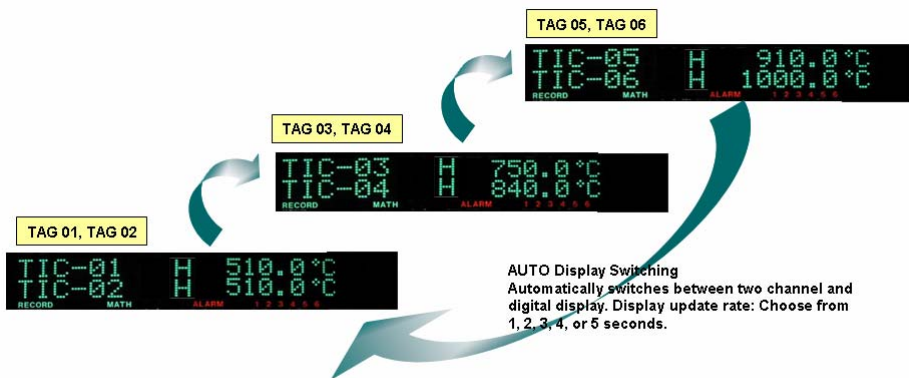 TAG 05, TAG 06
TIC-05 H 910.0°C
TIC-06 H 1000.0°C
RECORD MATH ALARM 1 2 3 4 5 6
TAG 03, TAG 04
TIC-03 H 750.0°C
TIC-04 H 840.0°C
RECORD MATH ALARM 1 2 3 4 5 6
TAG 01, TAG 02
TIC-01 H 510.0°C
TIC-02 H 510.0°C
RECORD MATH ALARM 1 2 3 4 5 6
AUTO Display Switching
Automatically switches between two channel and
digital display. Display update rate: Choose from
1, 2, 3, 4, or 5 seconds.